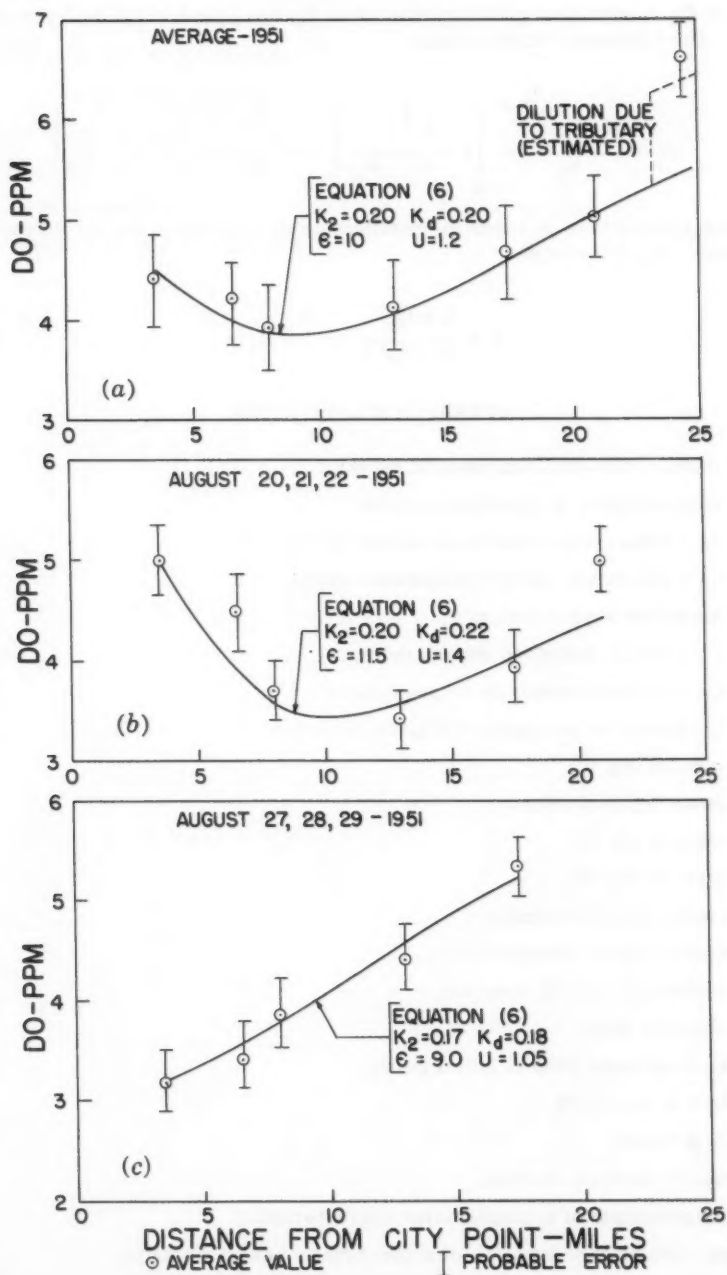 7
AVERAGE-1951
6
DILUTION DUE
TO TRIBUTARY
(ESTIMATED)
DO-PPM
5
EQUATION (6)
K2=0.20 Kd=0.20
Є=10 U=1.2
4
(a)
3
0 5 10 15 20 25
6
AUGUST 20, 21, 22 -1951
DO-PPM
5
EQUATION (6)
K2=0.20 Kd=0.22
Є=11.5 U=1.4
4
(b)
3
0 5 10 15 20 25
6
AUGUST 27, 28, 29 - 1951
5
DO-PPM
4
EQUATION (6)
K2=0.17 Kd=0.18
Є = 9.0 U=1.05
3
(c)
2
0 5 10 15 20 25
DISTANCE FROM CITY POINT-MILES
AVERAGE VALUE PROBABLE ERROR